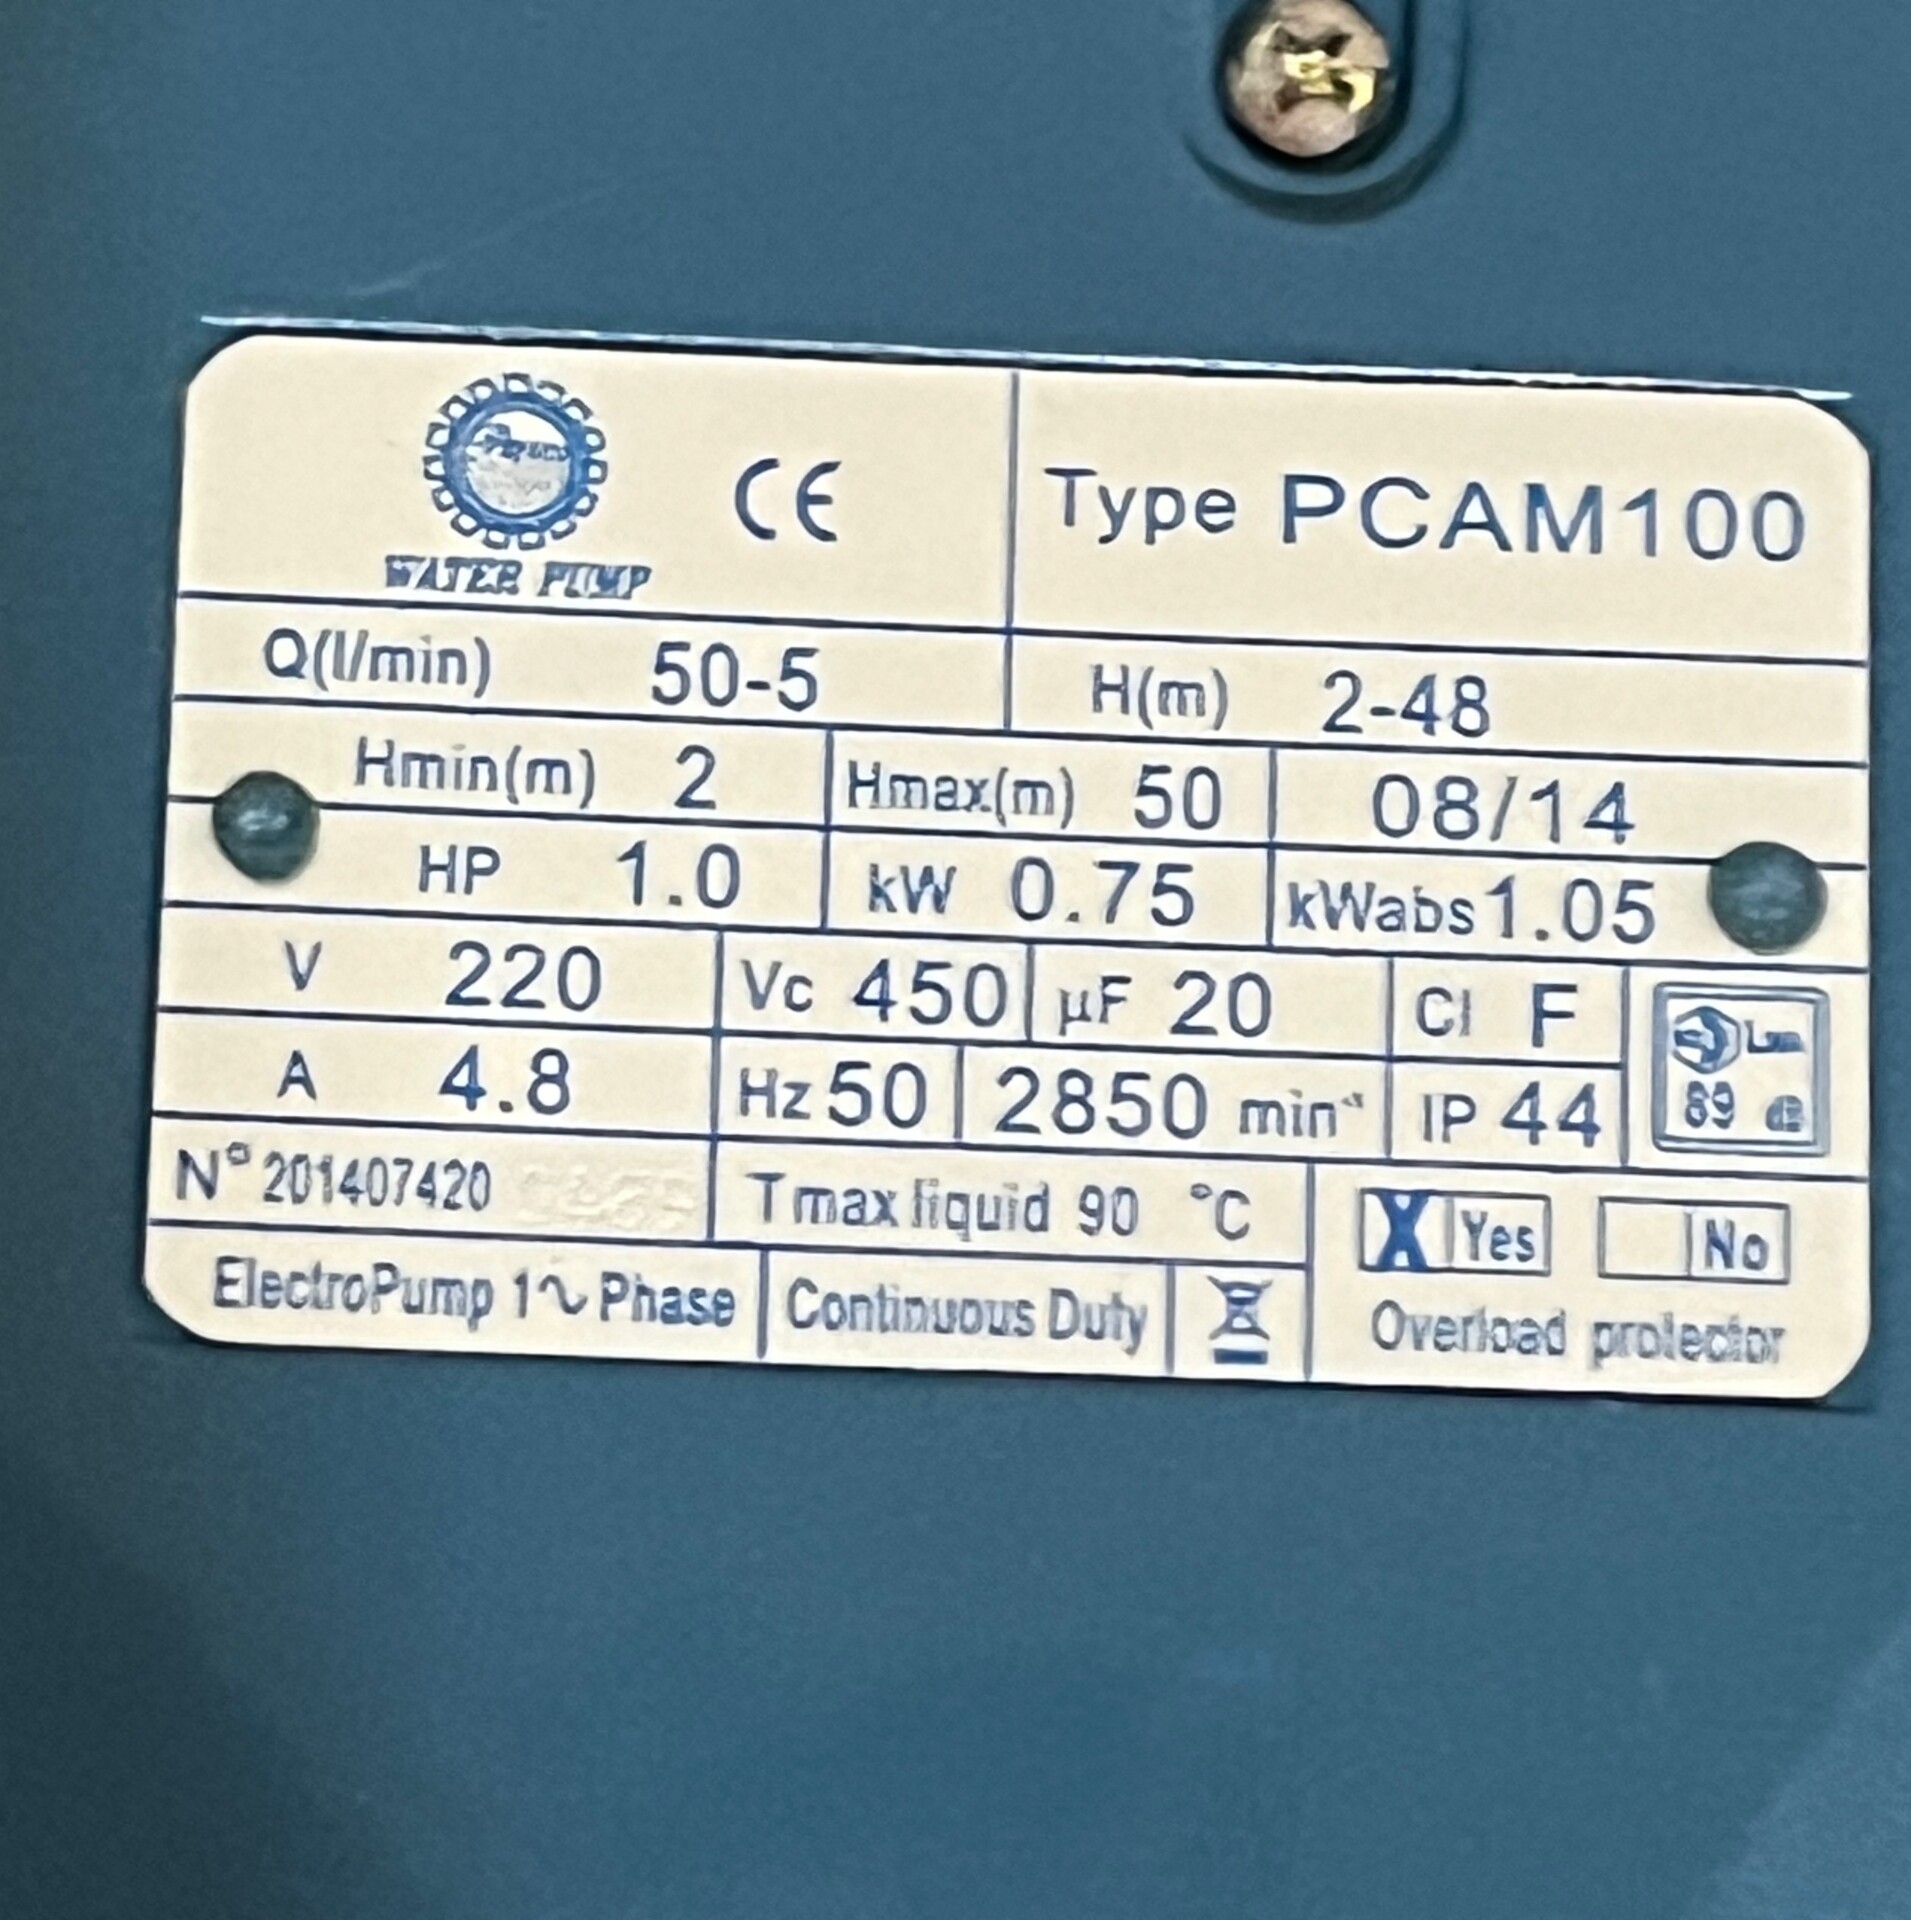 CE
Type PCAM100
WATER PUMP
Q(l/min) 50-5 H(m) 2-48
Hmin(m) 2 Hmax(m) 50 08/14
HP 1.0 kW 0.75 kWabs 1.05
V 220 Vc 450 µF 20 Cl F
A 4.8 Hz 50 2850 min⁻¹ IP 44
N° 201407420 Tmax liquid 90 °C X Yes No
ElectroPump 1~ Phase Continuous Duty Overload protector